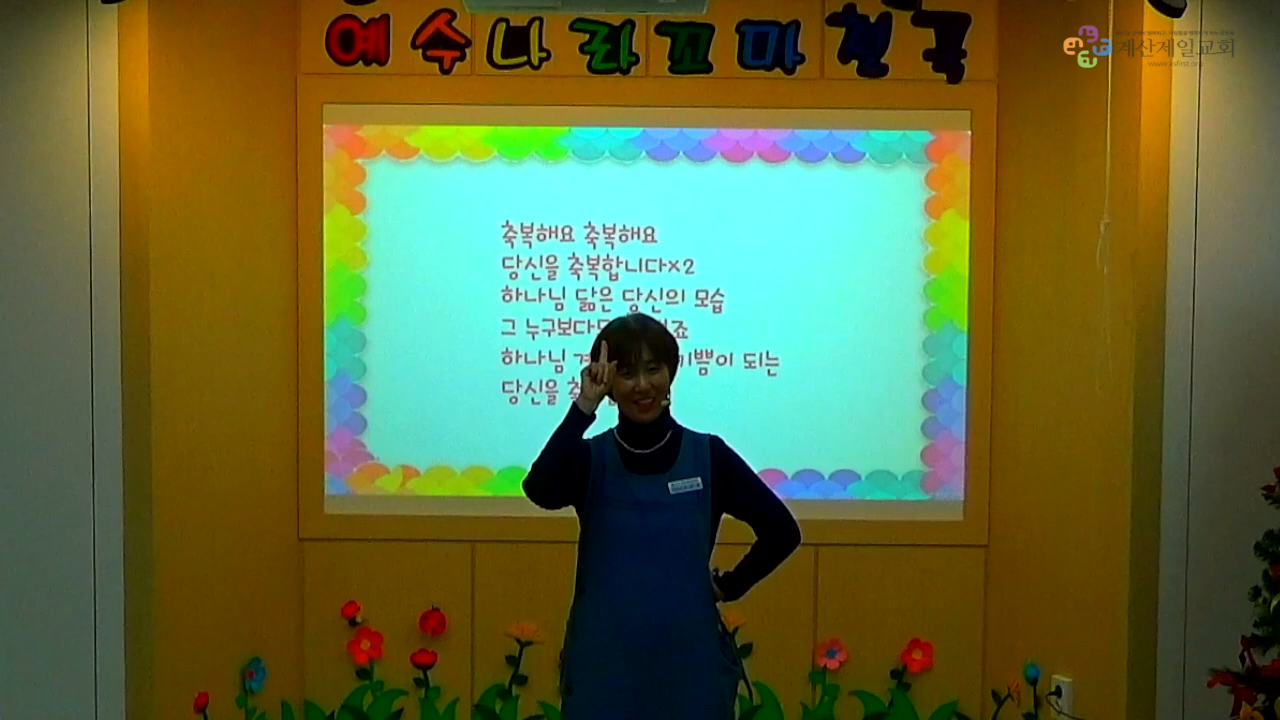 예수나라꼬마천국
계산제일교회
축복해요 축복해요
당신을 축복합니다x2
하나님 닮은 당신의 모습
그 누구보다
하나님 기쁨이 되는
당신을